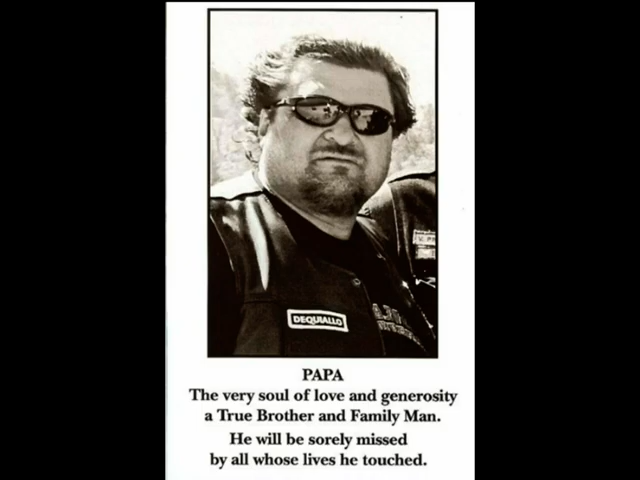 DEQUIALLO
PAPA
The very soul of love and generosity
a True Brother and Family Man.
He will be sorely missed
by all whose lives he touched.